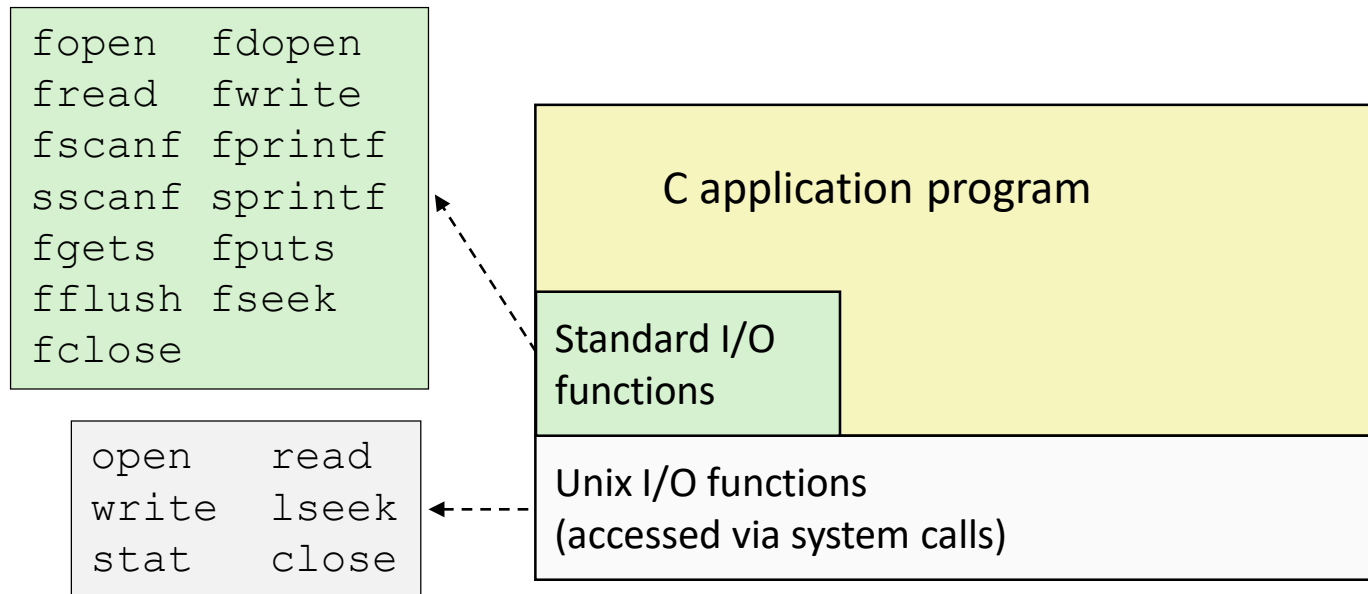 fopen fdopen
fread fwrite
fscanf fprintf
sscanf sprintf
fgets fputs
fflush fseek
fclose
C application program
Standard I/O
functions
open read
write lseek
stat close
Unix I/O functions
(accessed via system calls)